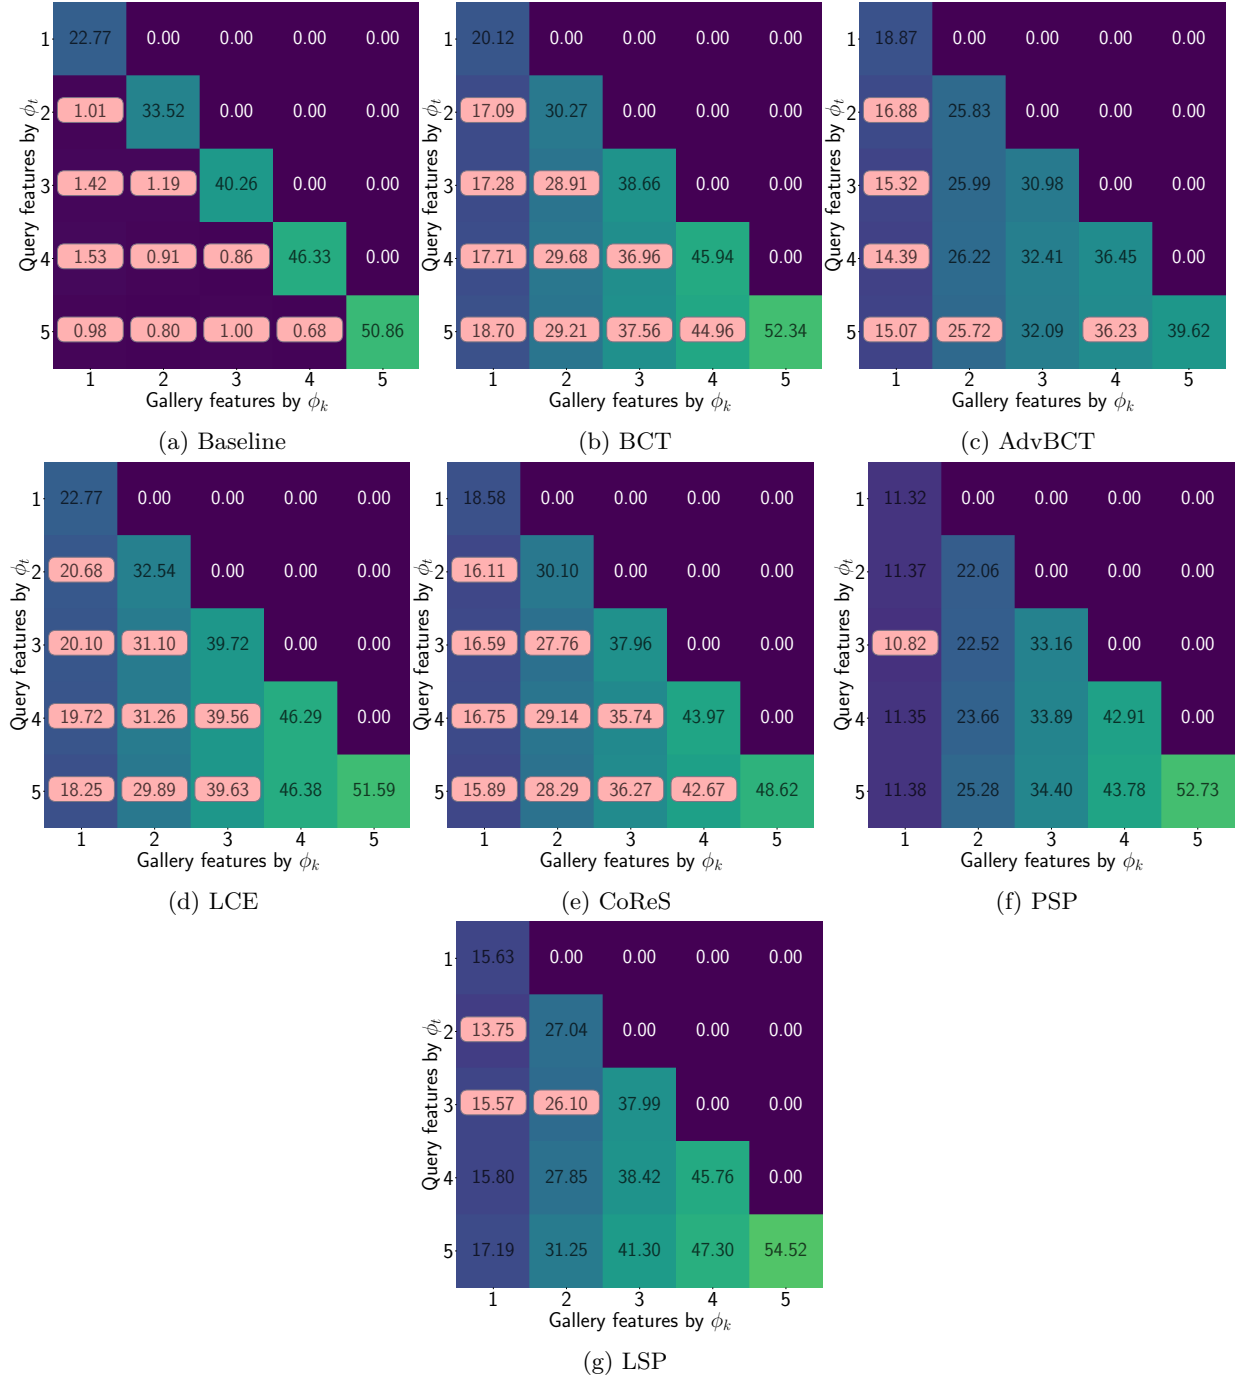 Query features by ϕt
1 22.77 0.00 0.00 0.00 0.00
2 1.01 33.52 0.00 0.00 0.00
3 1.42 1.19 40.26 0.00 0.00
4 1.53 0.91 0.86 46.33 0.00
5 0.98 0.80 1.00 0.68 50.86
1 2 3 4 5
Gallery features by ϕk
(a) Baseline
Query features by ϕt
1 20.12 0.00 0.00 0.00 0.00
2 17.09 30.27 0.00 0.00 0.00
3 17.28 28.91 38.66 0.00 0.00
4 17.71 29.68 36.96 45.94 0.00
5 18.70 29.21 37.56 44.96 52.34
1 2 3 4 5
Gallery features by ϕk
(b) BCT
Query features by ϕt
1 18.87 0.00 0.00 0.00 0.00
2 16.88 25.83 0.00 0.00 0.00
3 15.32 25.99 30.98 0.00 0.00
4 14.39 26.22 32.41 36.45 0.00
5 15.07 25.72 32.09 36.23 39.62
1 2 3 4 5
Gallery features by ϕk
(c) AdvBCT
Query features by ϕt
1 22.77 0.00 0.00 0.00 0.00
2 20.68 32.54 0.00 0.00 0.00
3 20.10 31.10 39.72 0.00 0.00
4 19.72 31.26 39.56 46.29 0.00
5 18.25 29.89 39.63 46.38 51.59
1 2 3 4 5
Gallery features by ϕk
(d) LCE
Query features by ϕt
1 18.58 0.00 0.00 0.00 0.00
2 16.11 30.10 0.00 0.00 0.00
3 16.59 27.76 37.96 0.00 0.00
4 16.75 29.14 35.74 43.97 0.00
5 15.89 28.29 36.27 42.67 48.62
1 2 3 4 5
Gallery features by ϕk
(e) CoReS
Query features by ϕt
1 11.32 0.00 0.00 0.00 0.00
2 11.37 22.06 0.00 0.00 0.00
3 10.82 22.52 33.16 0.00 0.00
4 11.35 23.66 33.89 42.91 0.00
5 11.38 25.28 34.40 43.78 52.73
1 2 3 4 5
Gallery features by ϕk
(f) PSP
Query features by ϕt
1 15.63 0.00 0.00 0.00 0.00
2 13.75 27.04 0.00 0.00 0.00
3 15.57 26.10 37.99 0.00 0.00
4 15.80 27.85 38.42 45.76 0.00
5 17.19 31.25 41.30 47.30 54.52
1 2 3 4 5
Gallery features by ϕk
(g) LSP